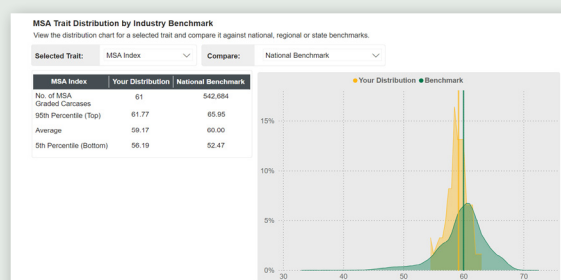 MSA Trait Distribution by Industry Benchmark
View the distribution chart for a selected trait and compare it against national, regional or state benchmarks.
Selected Trait: MSA Index Compare: National Benchmark
MSA Index Your Distribution National Benchmark
No. of MSA
Graded Carcases 61 542,684
95th Percentile (Top) 61.77 65.95
Average 59.17 60.00
5th Percentile (Bottom) 56.19 52.47
Your Distribution Benchmark
15%
10%
5%
0%
30 40 50 60 70